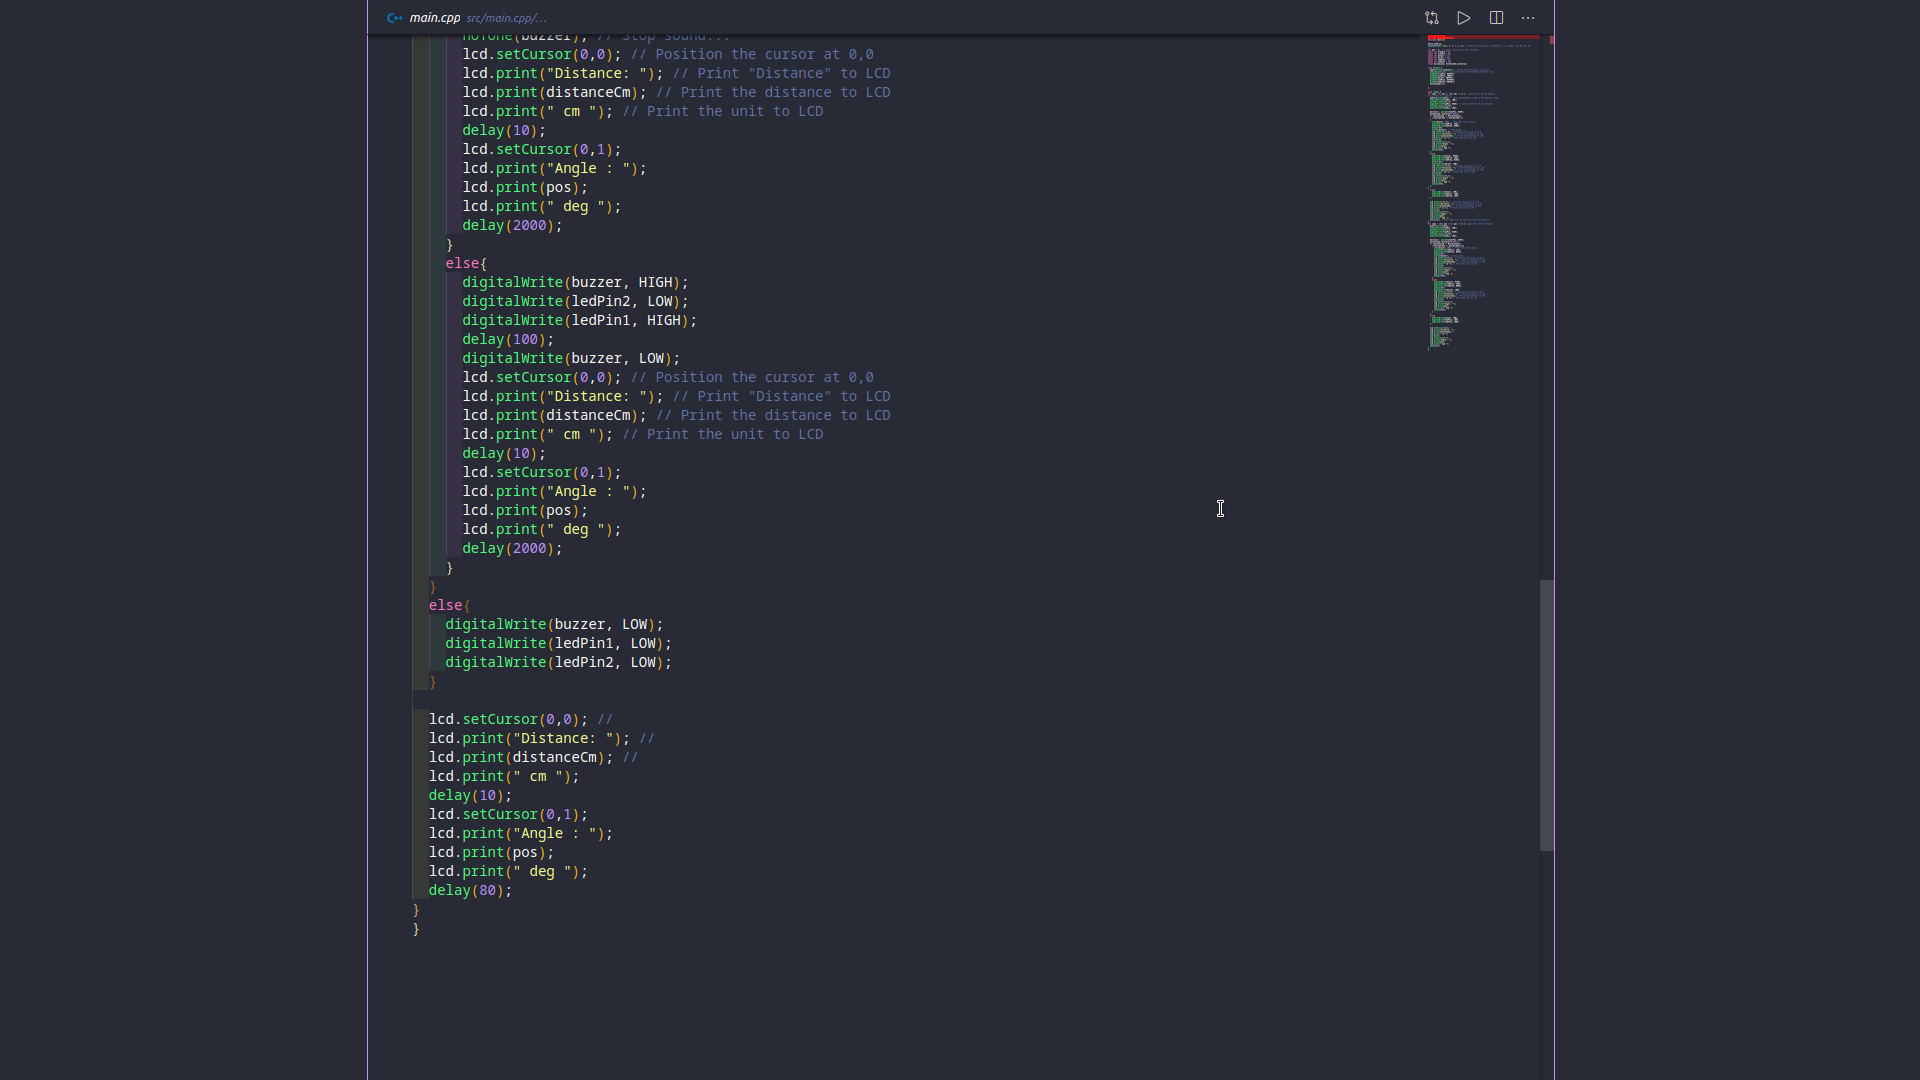 main.cpp src/main.cpp/...
noTone(buzzer); // Stop sound...
lcd.setCursor(0,0); // Position the cursor at 0,0
lcd.print("Distance: "); // Print "Distance" to LCD
lcd.print(distanceCm); // Print the distance to LCD
lcd.print(" cm "); // Print the unit to LCD
delay(10);
lcd.setCursor(0,1);
lcd.print("Angle : ");
lcd.print(pos);
lcd.print(" deg ");
delay(2000);
}
else{
digitalWrite(buzzer, HIGH);
digitalWrite(ledPin2, LOW);
digitalWrite(ledPin1, HIGH);
delay(100);
digitalWrite(buzzer, LOW);
lcd.setCursor(0,0); // Position the cursor at 0,0
lcd.print("Distance: "); // Print "Distance" to LCD
lcd.print(distanceCm); // Print the distance to LCD
lcd.print(" cm "); // Print the unit to LCD
delay(10);
lcd.setCursor(0,1);
lcd.print("Angle : ");
lcd.print(pos);
lcd.print(" deg ");
delay(2000);
}
}
else{
digitalWrite(buzzer, LOW);
digitalWrite(ledPin1, LOW);
digitalWrite(ledPin2, LOW);
}
lcd.setCursor(0,0); //
lcd.print("Distance: "); //
lcd.print(distanceCm); //
lcd.print(" cm ");
delay(10);
lcd.setCursor(0,1);
lcd.print("Angle : ");
lcd.print(pos);
lcd.print(" deg ");
delay(80);
}
}